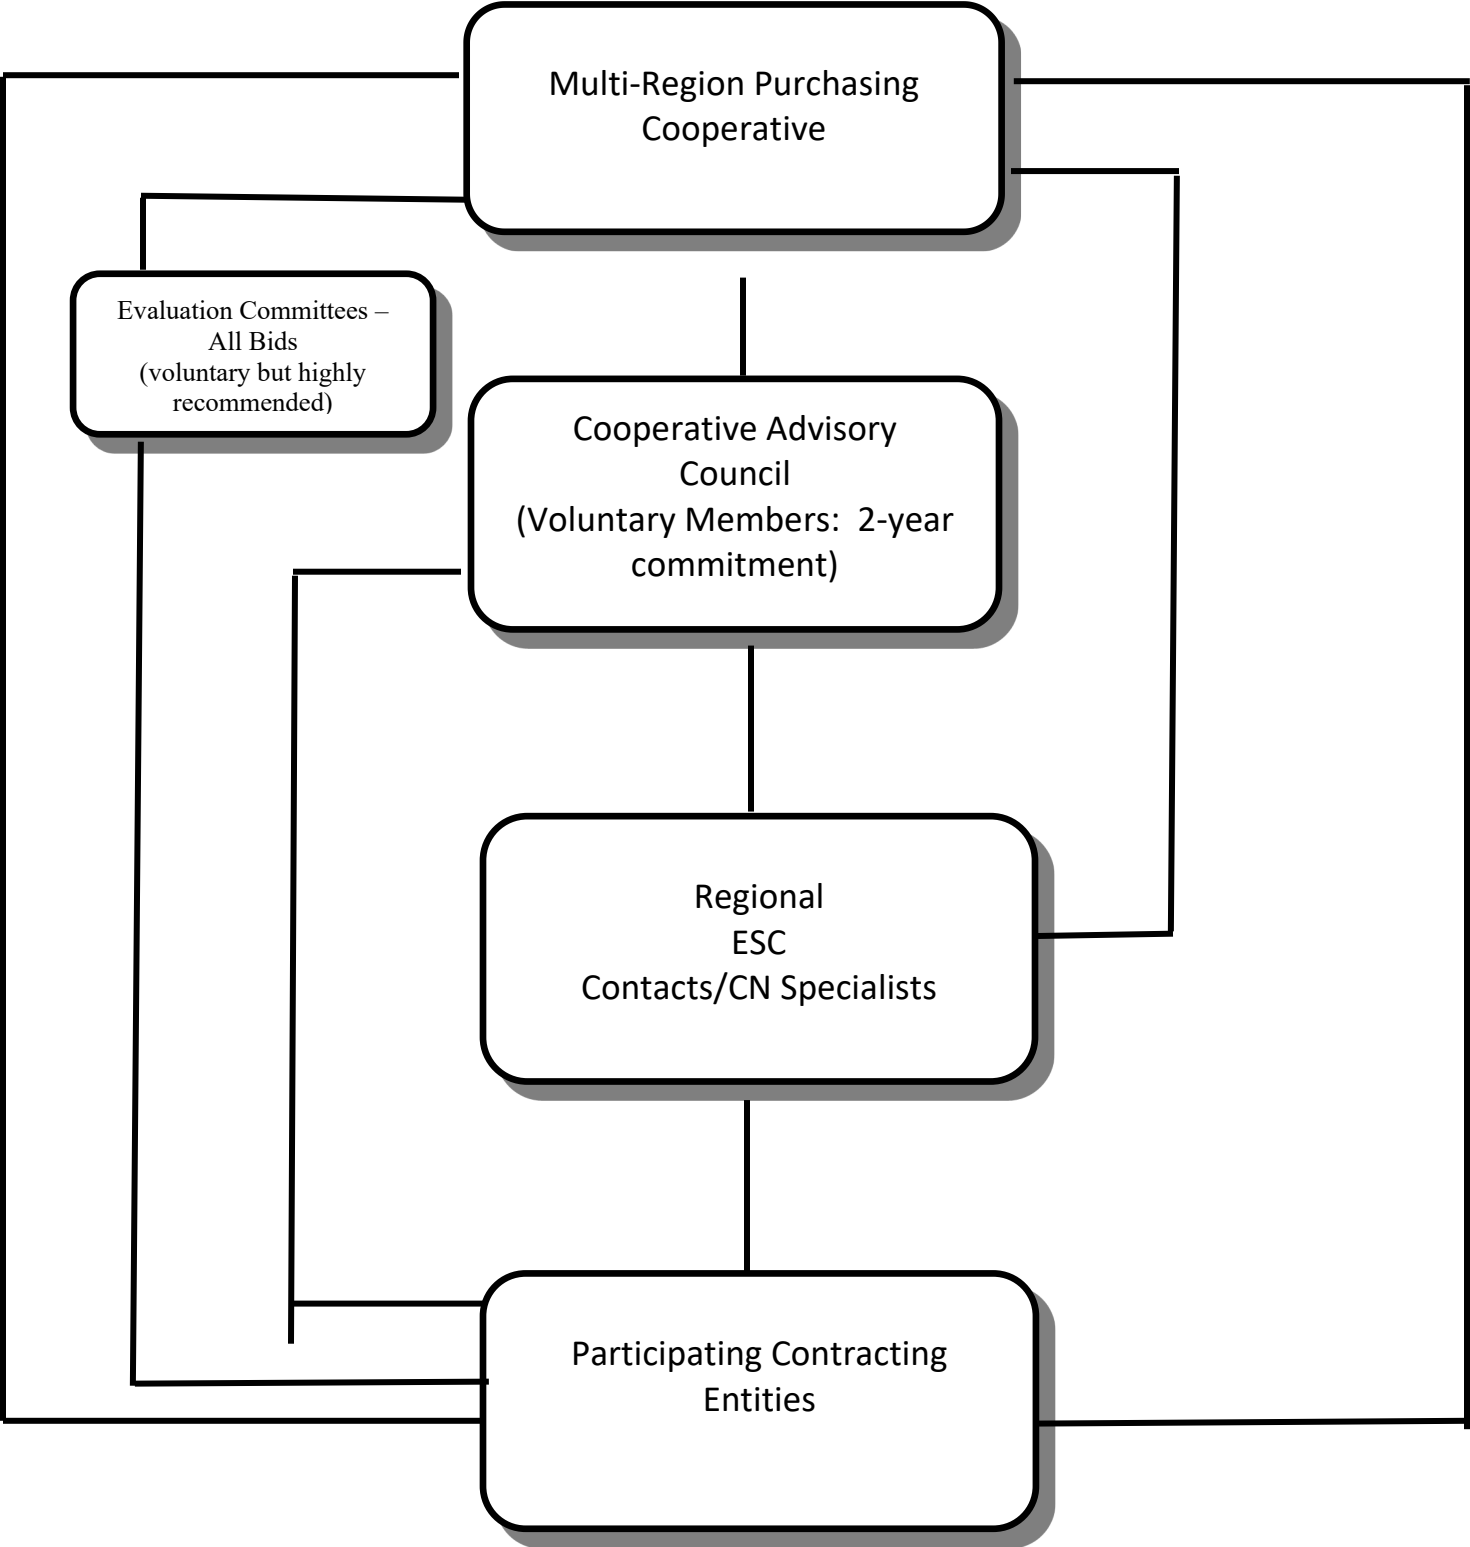 Multi-Region Purchasing
Cooperative
Evaluation Committees –
All Bids
(voluntary but highly
recommended)
Cooperative Advisory
Council
(Voluntary Members:  2-year
commitment)
Regional
ESC
Contacts/CN Specialists
Participating Contracting
Entities